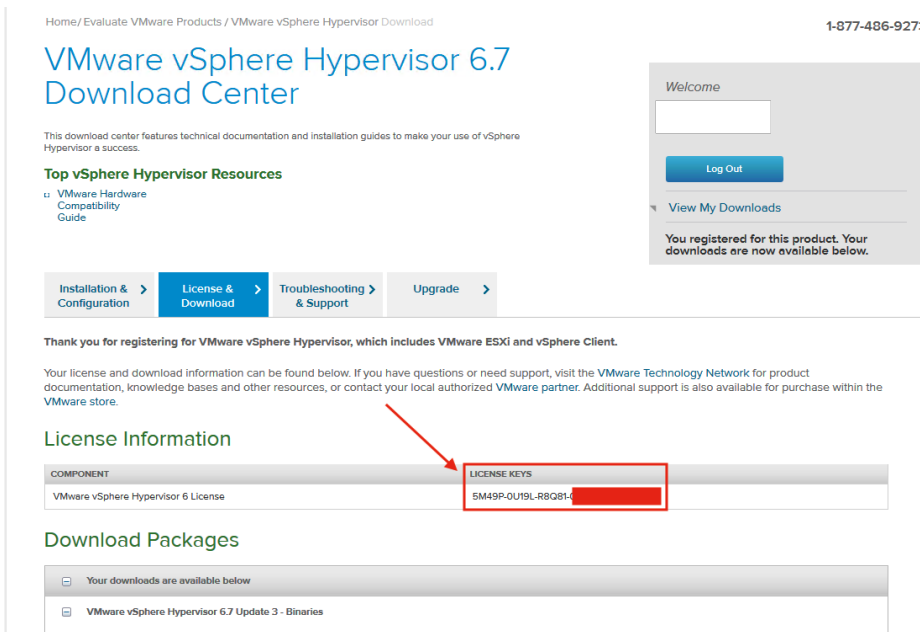 Home/ Evaluate VMware Products / VMware vSphere Hypervisor Download
1-877-486-927
VMware vSphere Hypervisor 6.7
Download Center
Welcome
This download center features technical documentation and installation guides to make your use of vSphere
Hypervisor a success.
Top vSphere Hypervisor Resources
VMware Hardware
Compatibility
Guide
Log Out
View My Downloads
You registered for this product. Your
downloads are now available below.
Installation & Configuration
License & Download
Troubleshooting & Support
Upgrade
Thank you for registering for VMware vSphere Hypervisor, which includes VMware ESXi and vSphere Client.
Your license and download information can be found below. If you have questions or need support, visit the VMware Technology Network for product
documentation, knowledge bases and other resources, or contact your local authorized VMware partner. Additional support is also available for purchase within the
VMware store.
License Information
COMPONENT LICENSE KEYS
VMware vSphere Hypervisor 6 License 5M49P-0U19L-R8Q81-
Download Packages
Your downloads are available below
VMware vSphere Hypervisor 6.7 Update 3 - Binaries